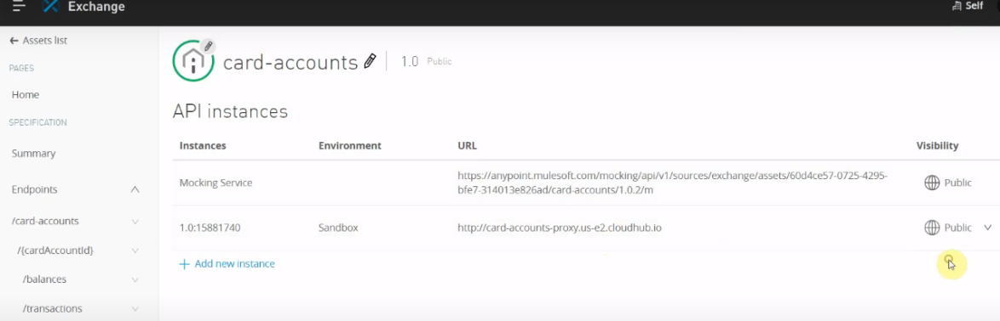 Exchange
Self
← Assets list
PAGES
Home
SPECIFICATION
Summary
Endpoints
/card-accounts
/{cardAccountId}
/balances
/transactions
card-accounts 1.0 Public
API instances
Instances Environment URL Visibility
Mocking Service
https://anypoint.mulesoft.com/mocking/api/v1/sources/exchange/assets/60d4ce57-0725-4295-
bfe7-314013e826ad/card-accounts/1.0.2/m
Public
1.0:15881740 Sandbox http://card-accounts-proxy.us-e2.cloudhub.io Public
+ Add new instance